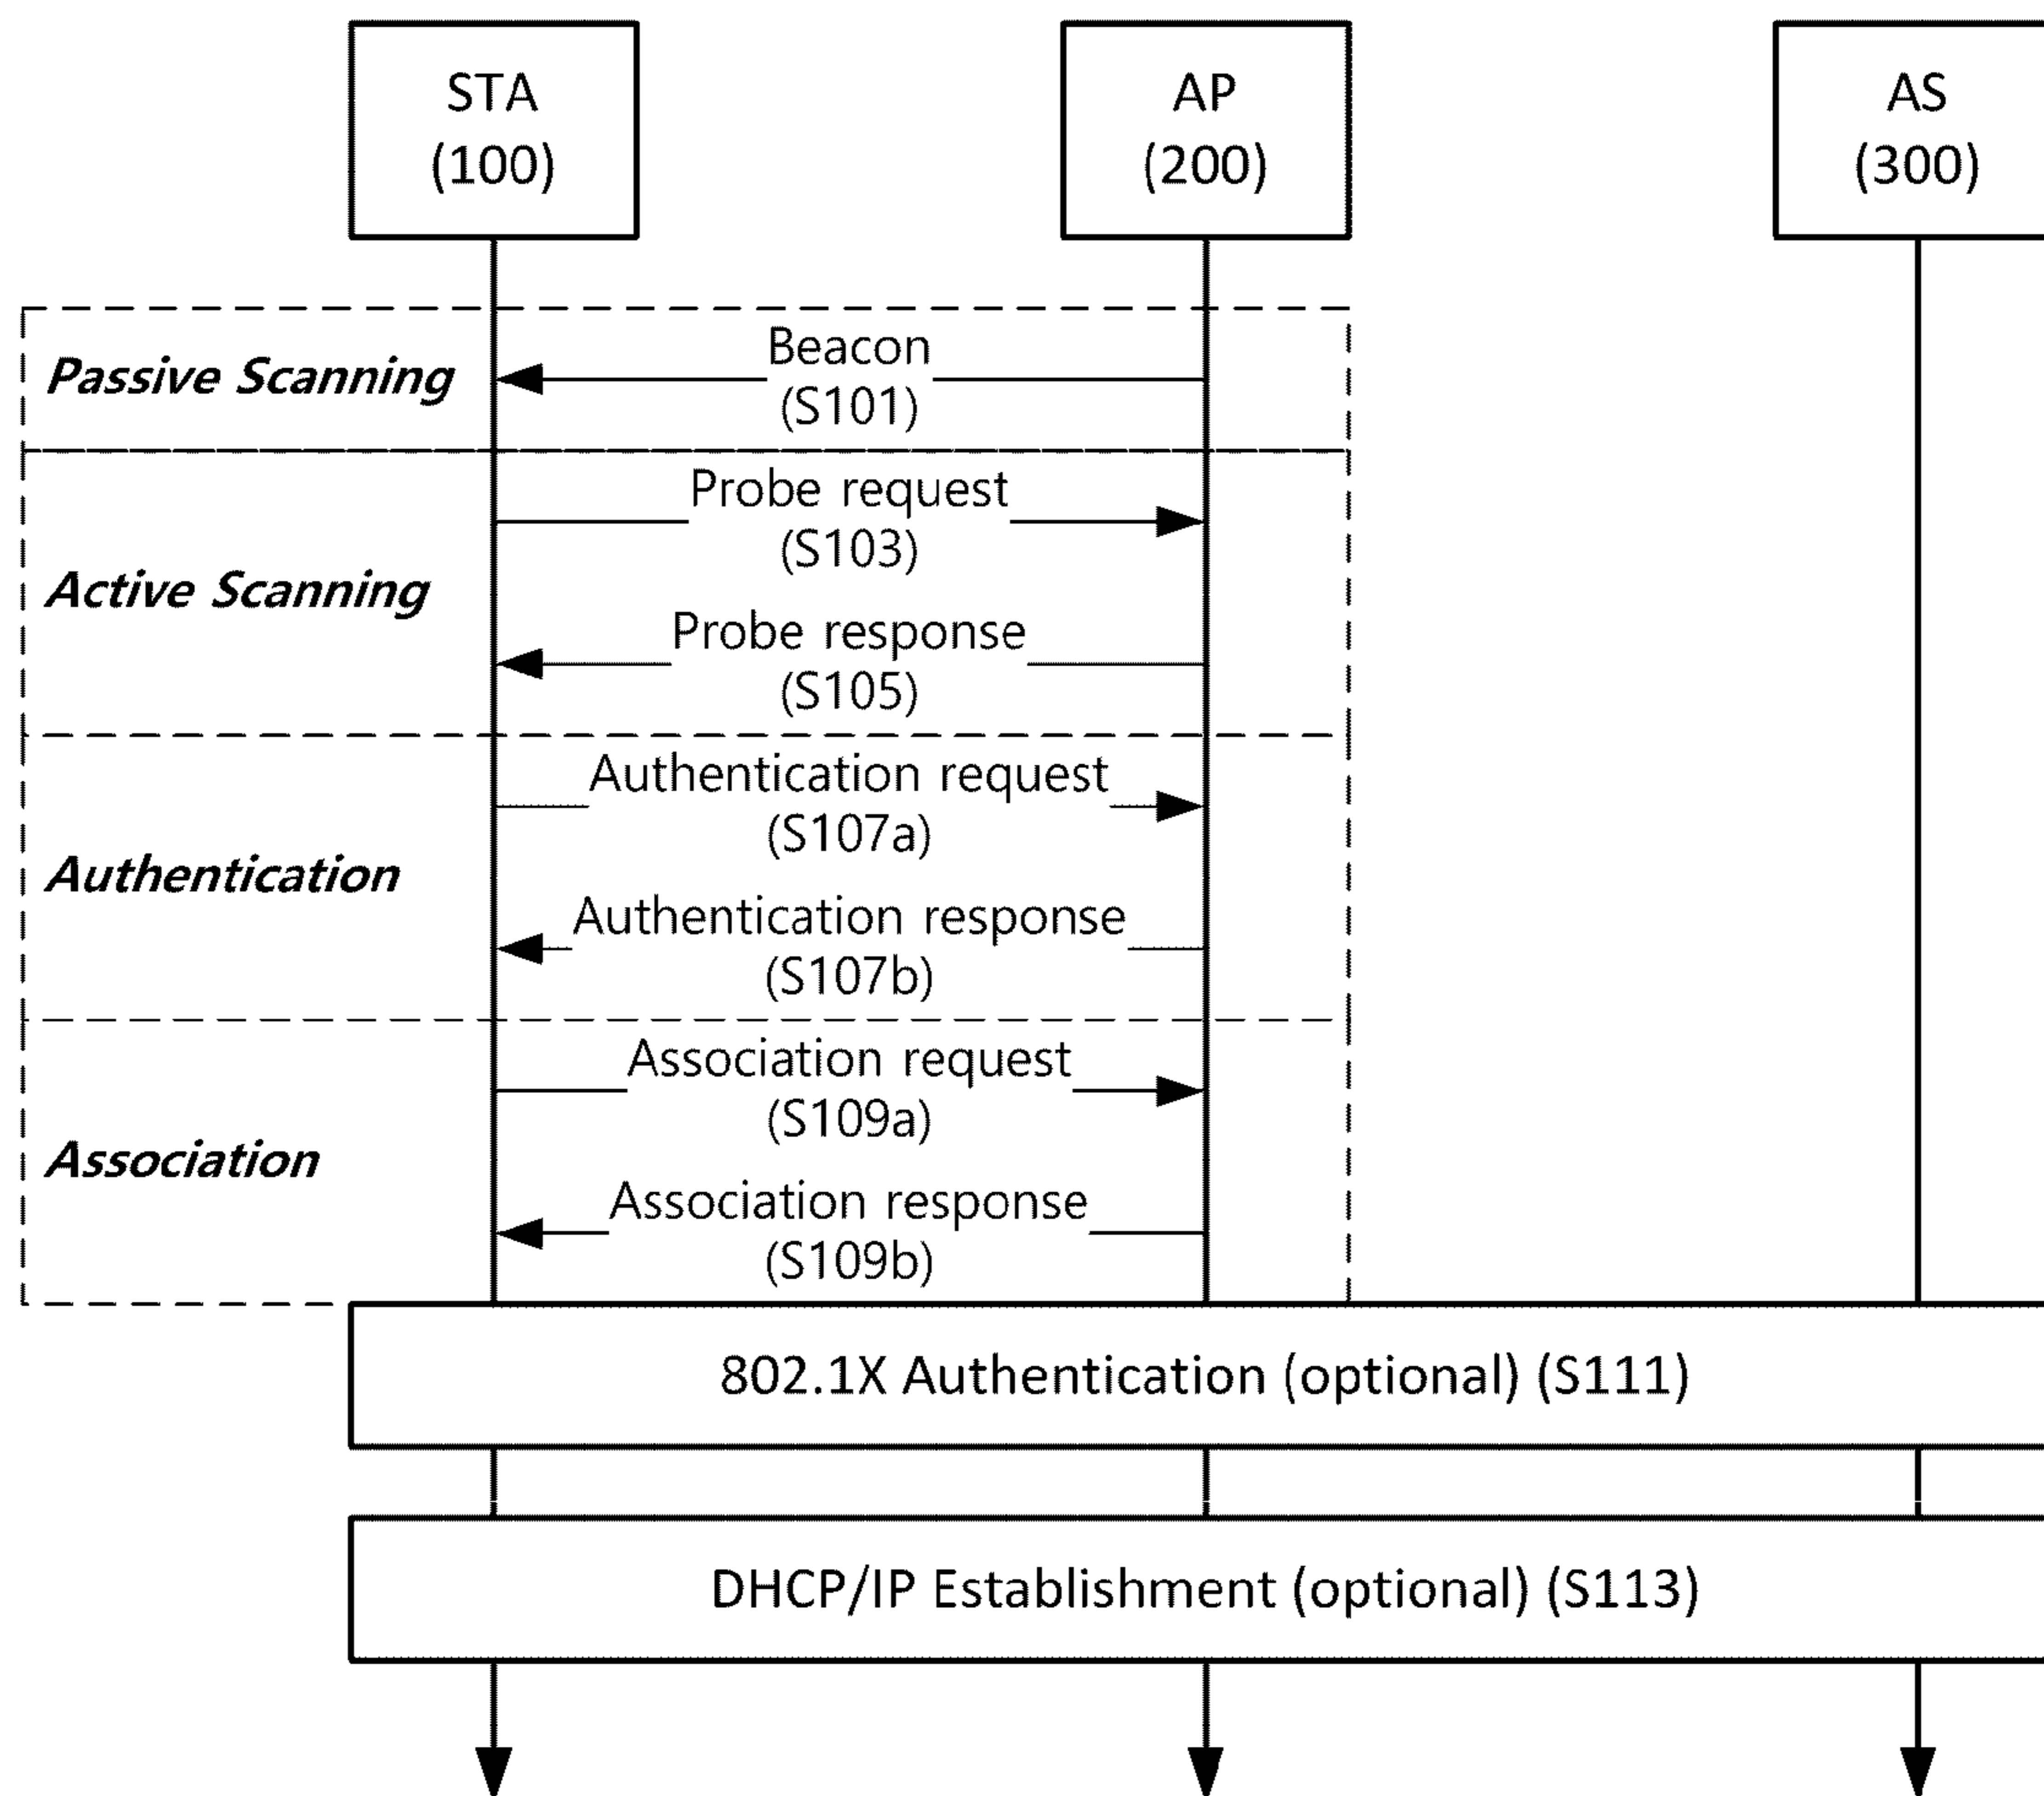 STA
(100)
AP
(200)
AS
(300)
Passive Scanning
Beacon
(S101)
Active Scanning
Probe request
(S103)
Probe response
(S105)
Authentication
Authentication request
(S107a)
Authentication response
(S107b)
Association
Association request
(S109a)
Association response
(S109b)
802.1X Authentication (optional) (S111)
DHCP/IP Establishment (optional) (S113)